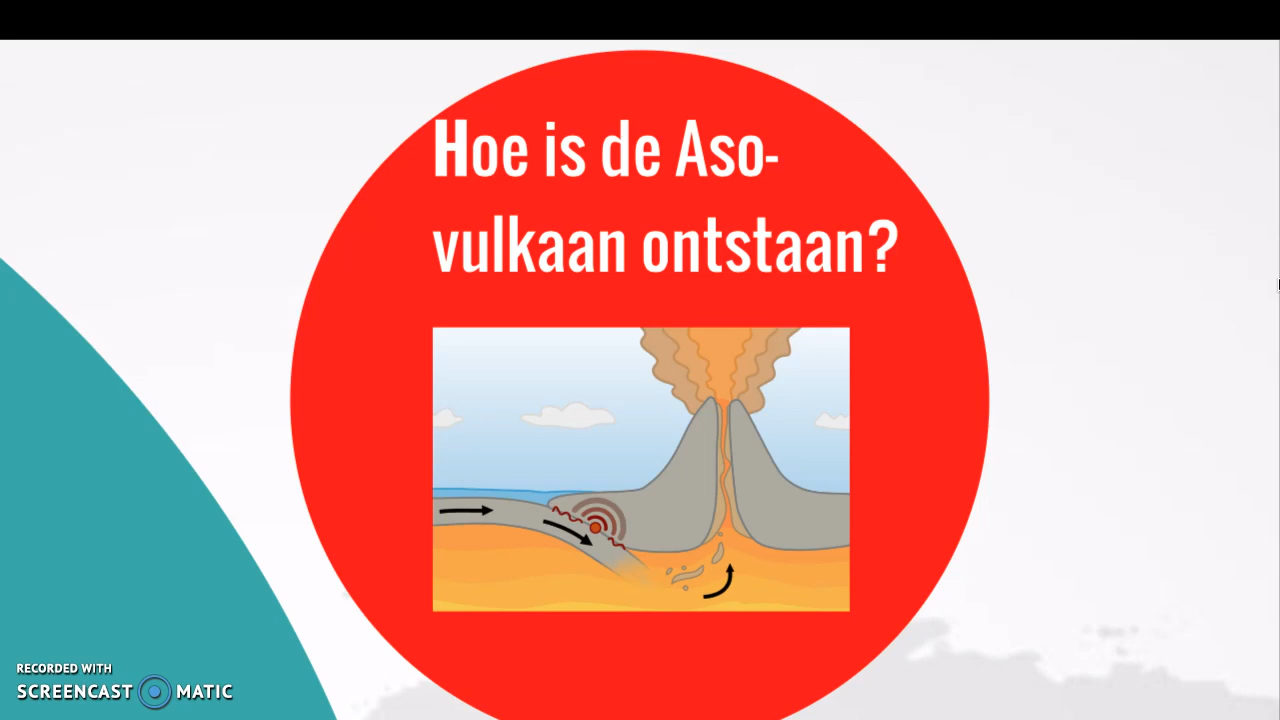 Hoe is de Aso-
vulkaan ontstaan?
RECORDED WITH
SCREENCAST MATIC